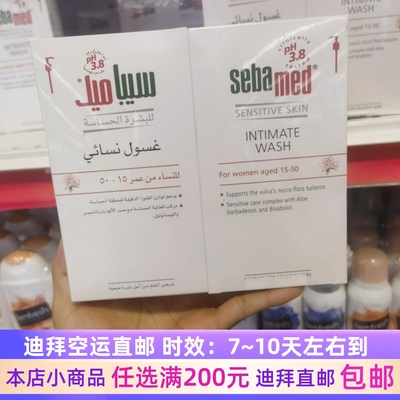 pH
3.8
سيباميد
للبشرة الحساسة
غسول نسائي
للنساء من عمر ١٥ - ٥٠
pH
3.8
sebamed
SENSITIVE SKIN
INTIMATE
WASH
For women aged 15-50
Supports the vulva's micro-flora balance
Sensitive care complex with Aloe
barbadensis and Bisabolol
迪拜空运直邮 时效：7~10天左右到
本店小商品 任选满200元 迪拜直邮 包邮